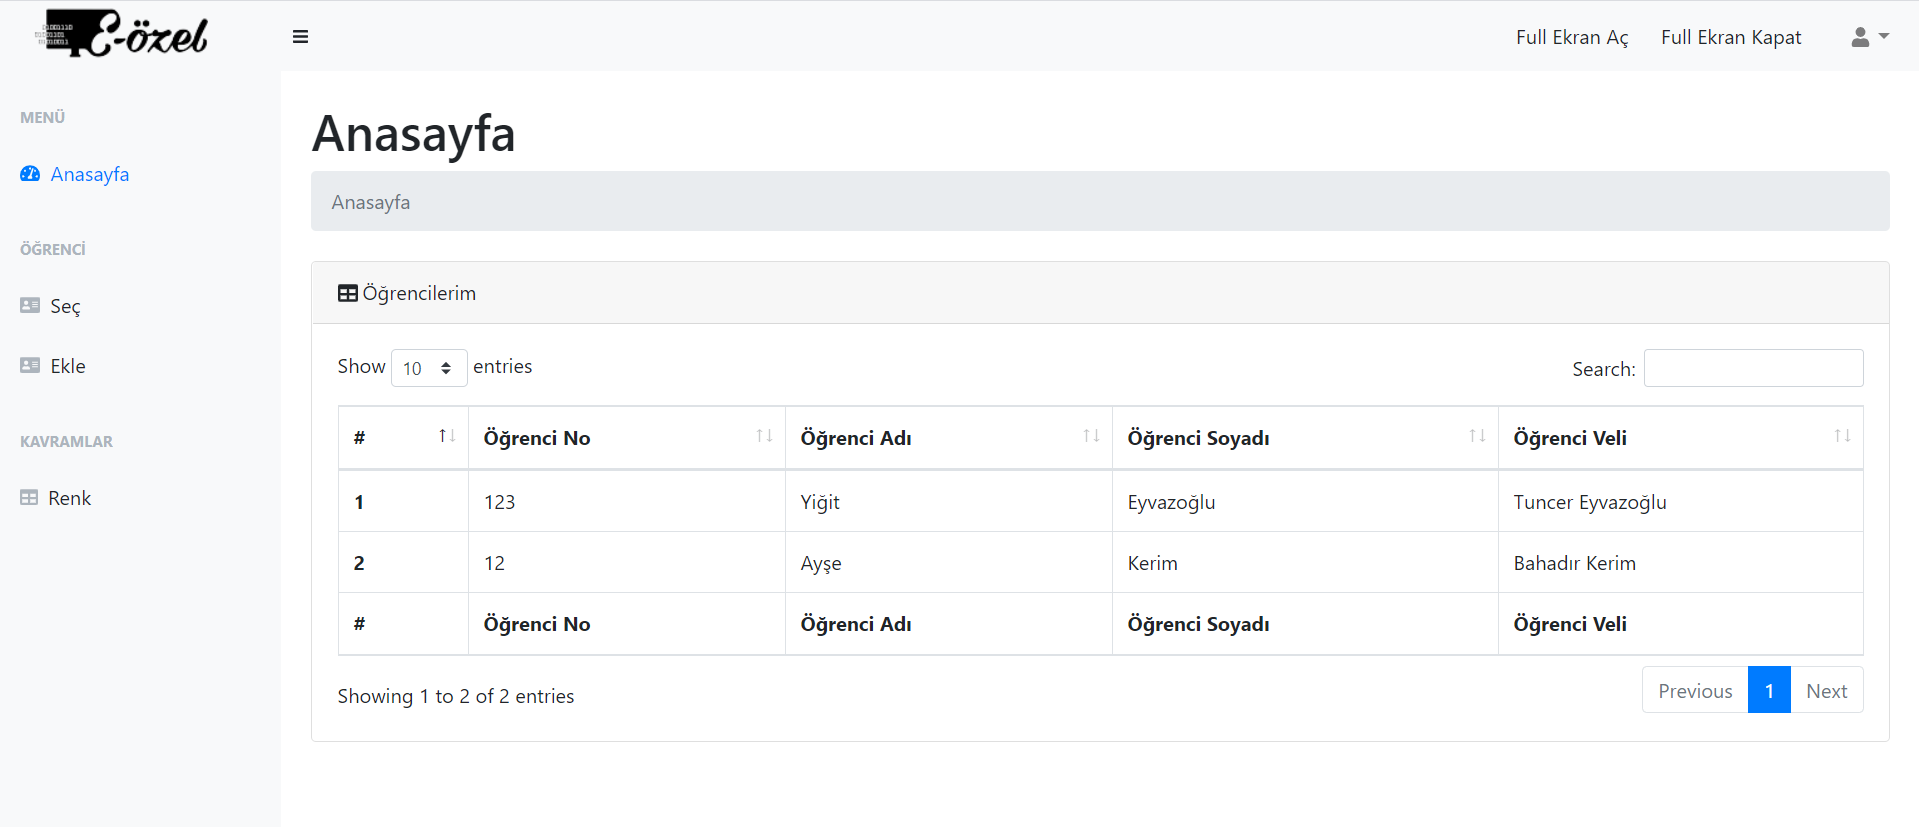 E-özel
Full Ekran Aç Full Ekran Kapat
MENÜ
Anasayfa
ÖĞRENCİ
Seç
Ekle
KAVRAMLAR
Renk
Anasayfa
Anasayfa
Öğrencilerim
Show 10 entries Search:
# Öğrenci No Öğrenci Adı Öğrenci Soyadı Öğrenci Veli
1 123 Yiğit Eyvazoğlu Tuncer Eyvazoğlu
2 12 Ayşe Kerim Bahadır Kerim
# Öğrenci No Öğrenci Adı Öğrenci Soyadı Öğrenci Veli
Showing 1 to 2 of 2 entries Previous 1 Next